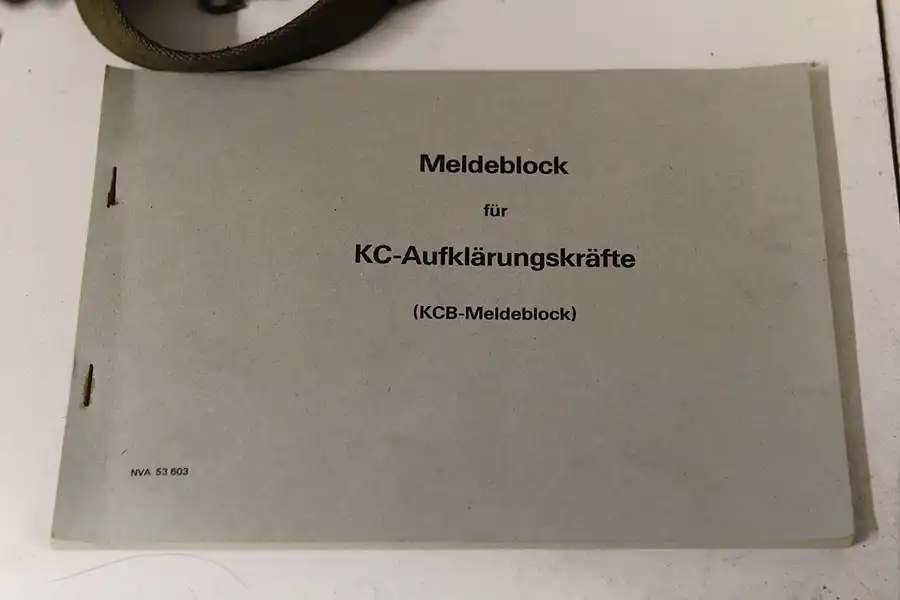 Meldeblock
für
KC-Aufklärungskräfte
(KCB-Meldeblock)
NVA 53 603